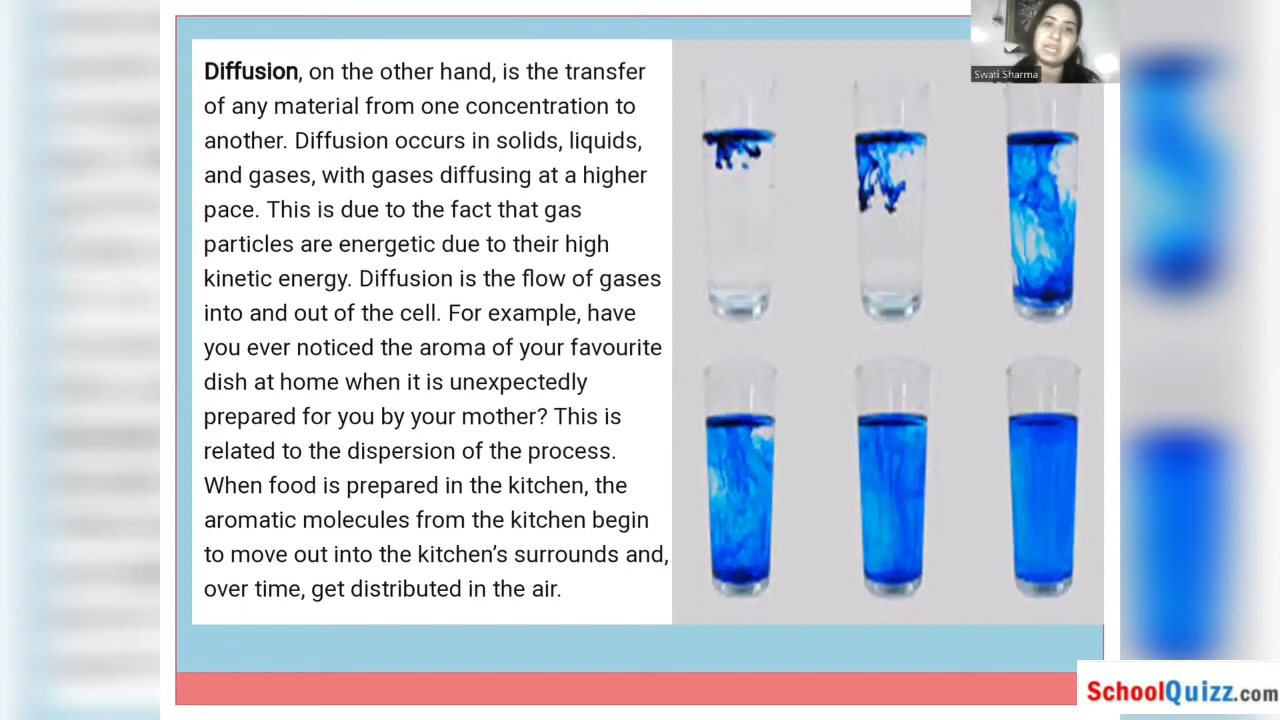 Diffusion, on the other hand, is the transfer
of any material from one concentration to
another. Diffusion occurs in solids, liquids,
and gases, with gases diffusing at a higher
pace. This is due to the fact that gas
particles are energetic due to their high
kinetic energy. Diffusion is the flow of gases
into and out of the cell. For example, have
you ever noticed the aroma of your favourite
dish at home when it is unexpectedly
prepared for you by your mother? This is
related to the dispersion of the process.
When food is prepared in the kitchen, the
aromatic molecules from the kitchen begin
to move out into the kitchen’s surrounds and,
over time, get distributed in the air.
Swati Sharma
SchoolQuizz.com